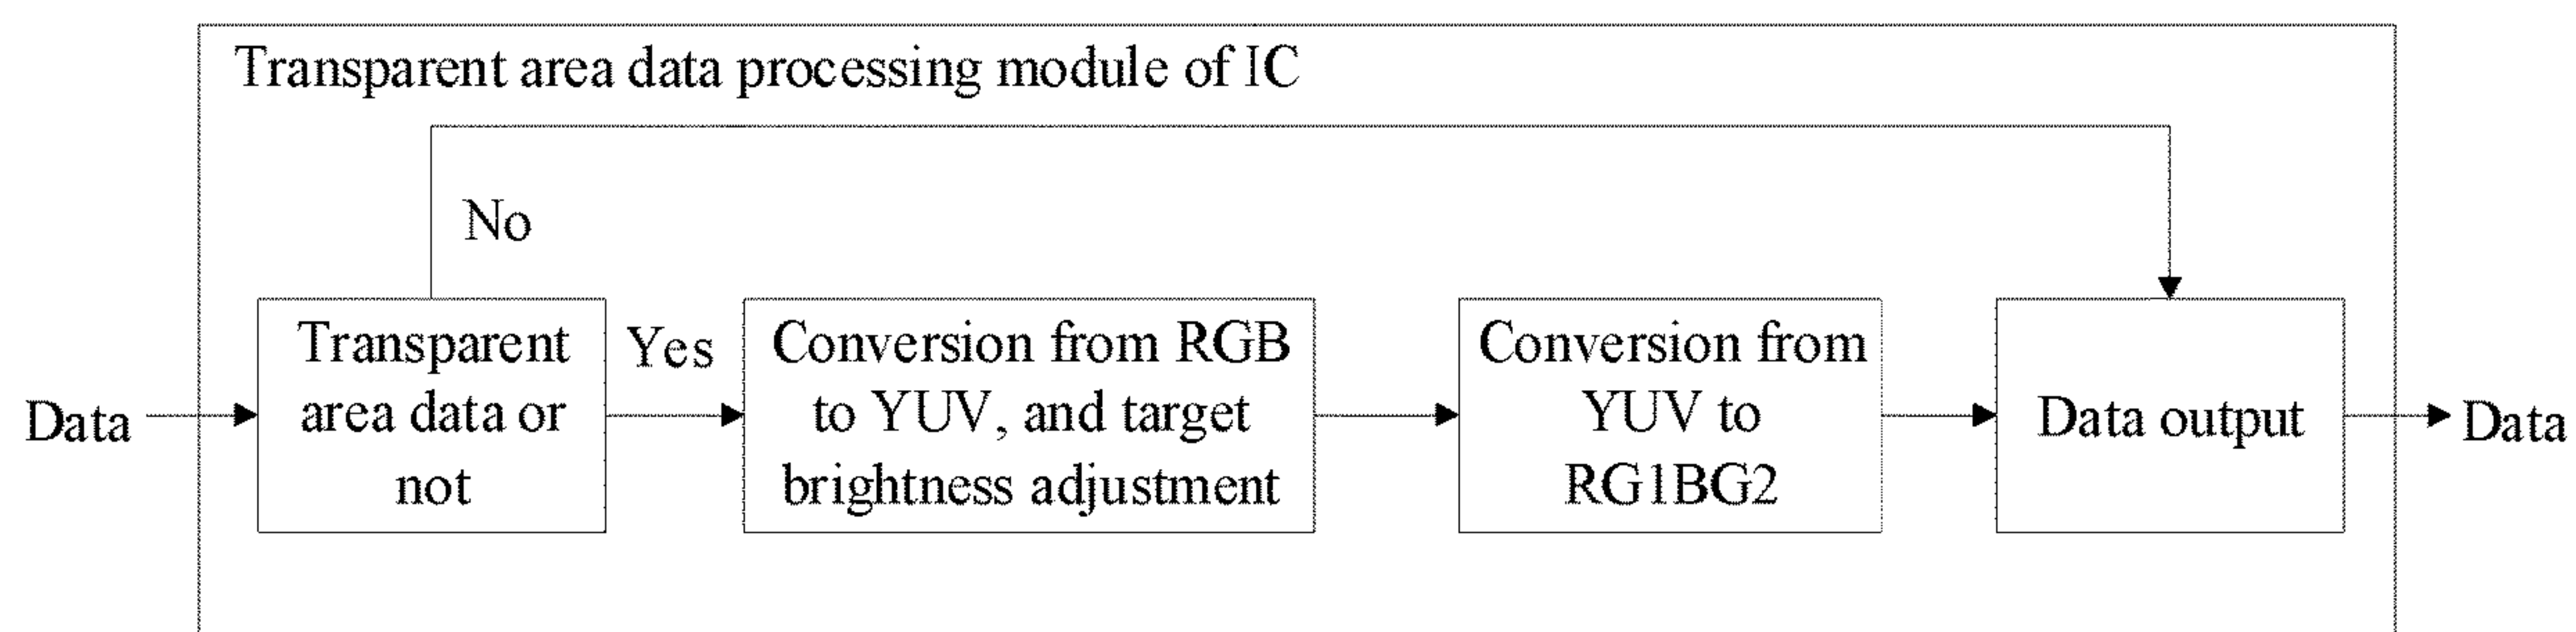 Transparent area data processing module of IC
No
Data
Transparent
area data or
not
Yes
Conversion from RGB
to YUV, and target
brightness adjustment
Conversion from
YUV to
RG1BG2
Data output
Data